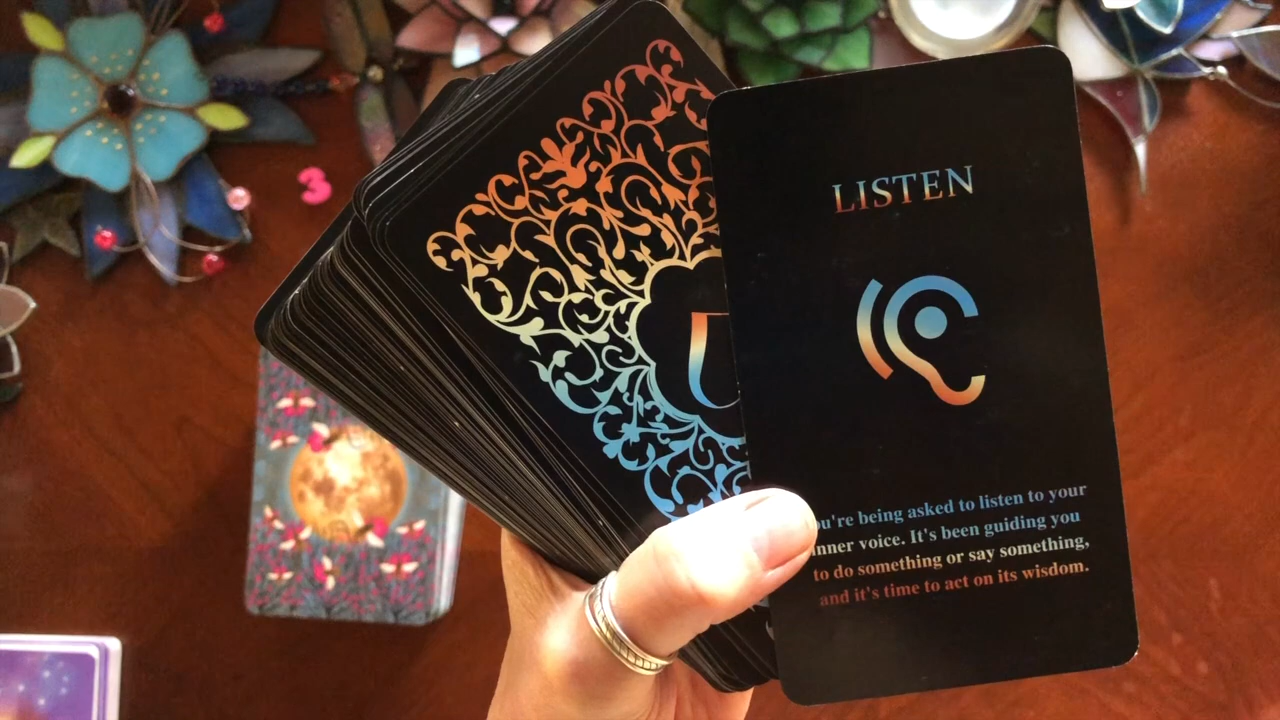 3
LISTEN
ou're being asked to listen to your
nner voice. It's been guiding you
to do something or say something,
and it's time to act on its wisdom.